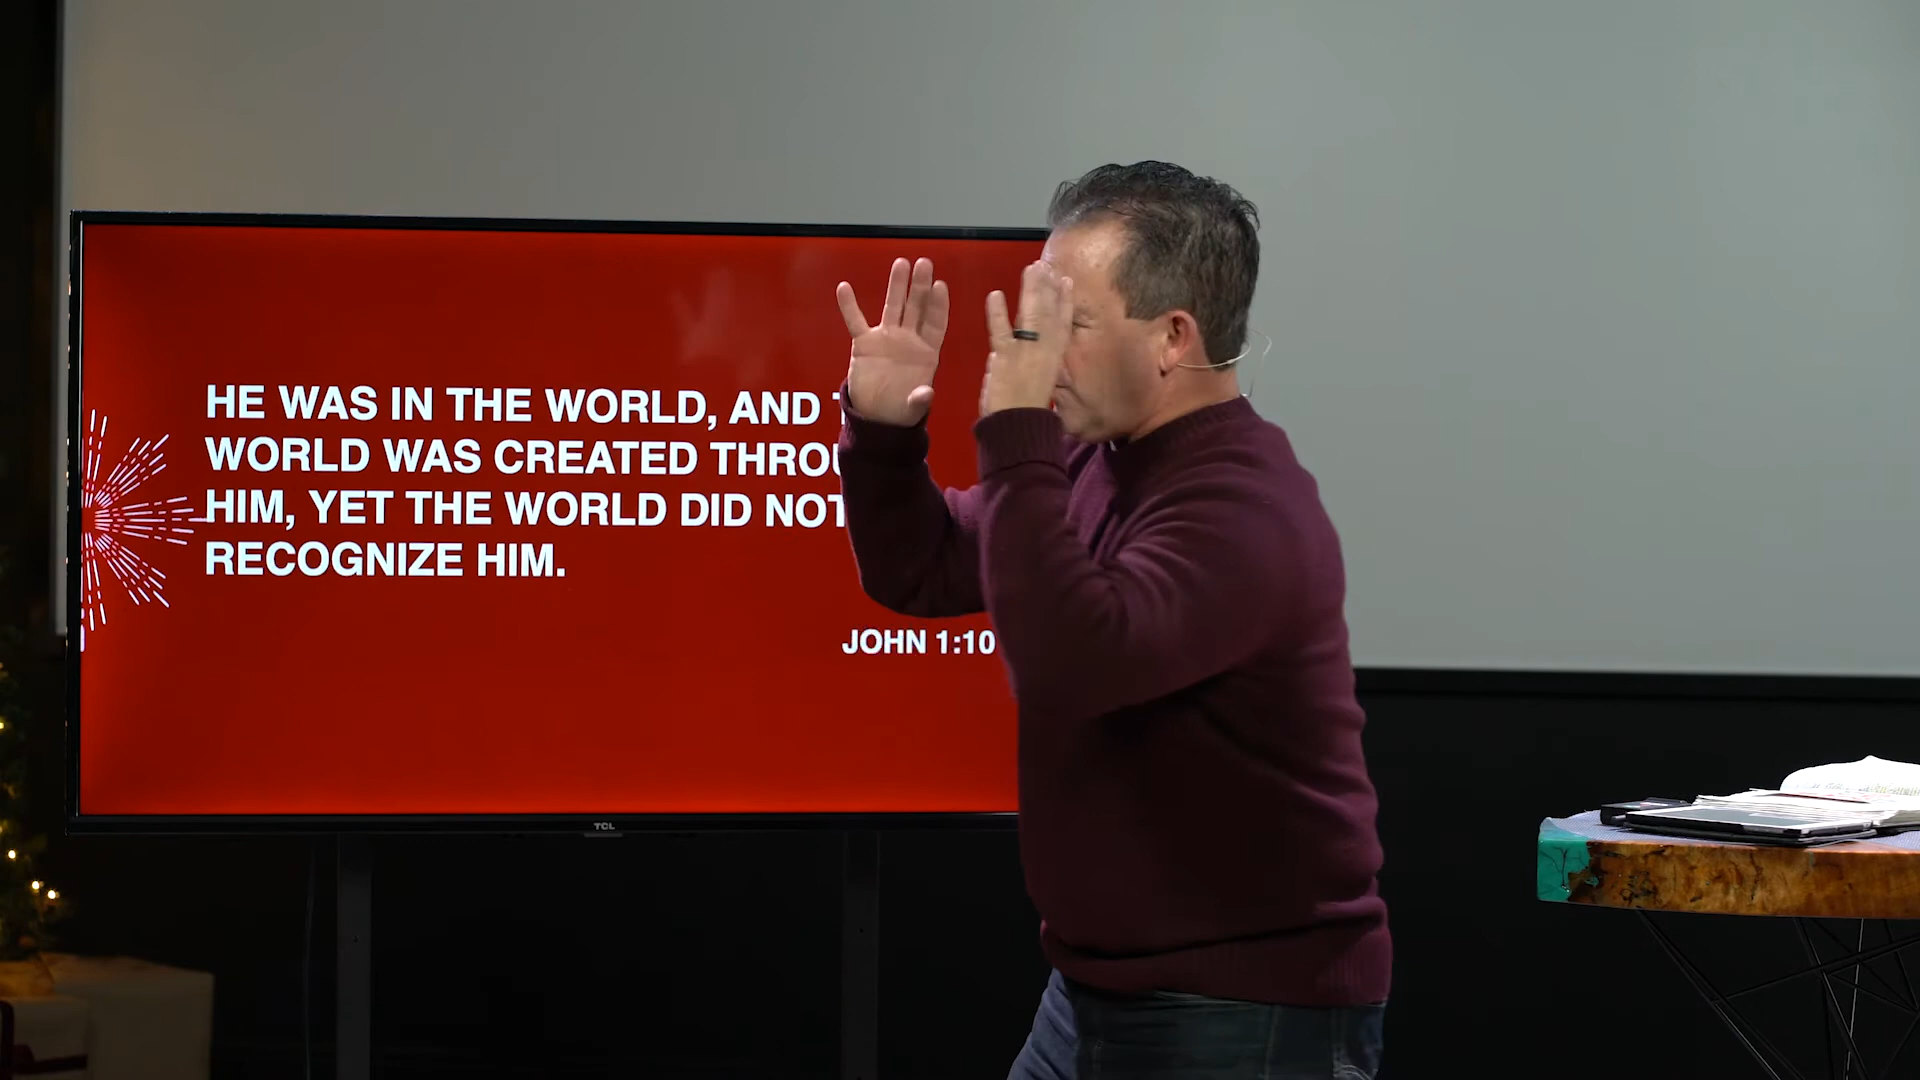 HE WAS IN THE WORLD, AND
WORLD WAS CREATED
HIM, YET THE WORLD DID NOT
RECOGNIZE HIM.
JOHN 1:10
TCL